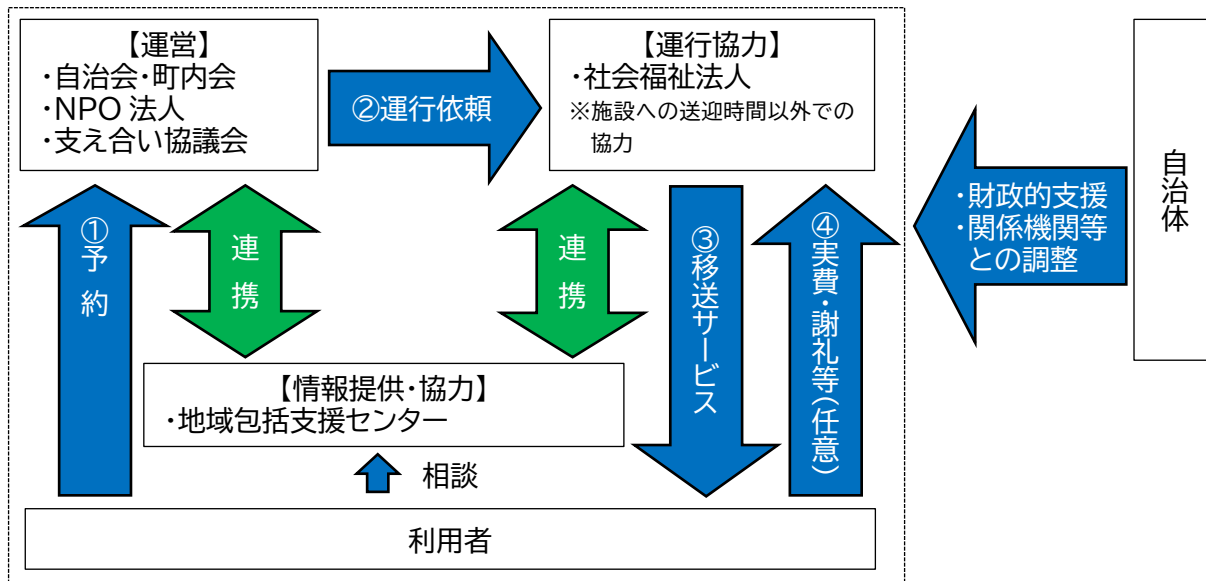 【運営】
・自治会・町内会
・NPO 法人
・支え合い協議会
②運行依頼
【運行協力】
・社会福祉法人
※施設への送迎時間以外での
協力
自治体
・財政的支援
・関係機関等
との調整
①予約
連携
連携
③移送サービス
④実費・謝礼等(任意)
【情報提供・協力】
・地域包括支援センター
相談
利用者